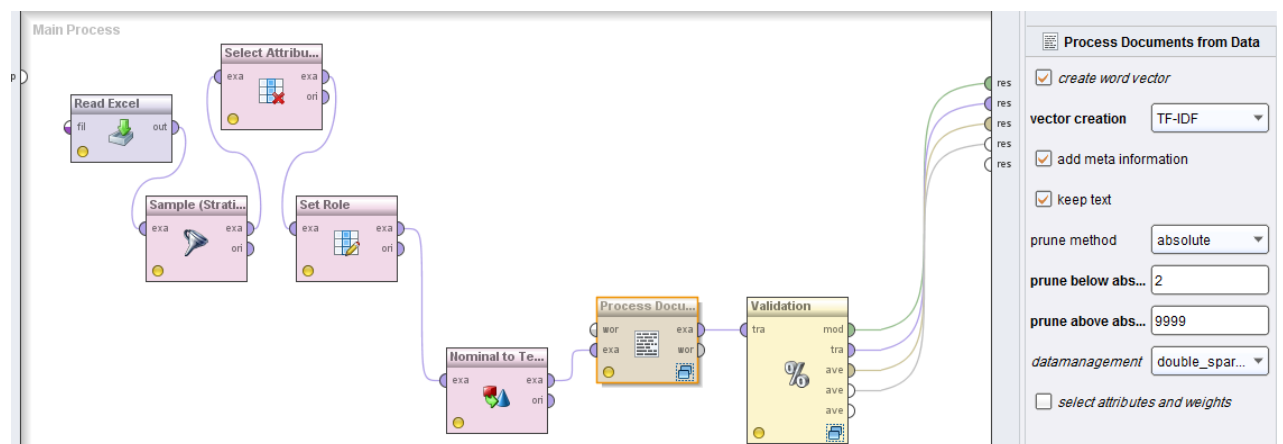 Main Process
p
Select Attribu...
exa exa
ori
Read Excel
fil out
Sample (Strati...
exa exa
ori
Set Role
exa exa
ori
Nominal to Te...
exa exa
ori
Process Docu...
wor exa
exa wor
Validation
tra mod
tra
ave
ave
ave
%
res
res
res
res
res
Process Documents from Data
create word vector
vector creation TF-IDF
add meta information
keep text
prune method absolute
prune below abs... 2
prune above abs... 9999
datamanagement double_spar...
select attributes and weights